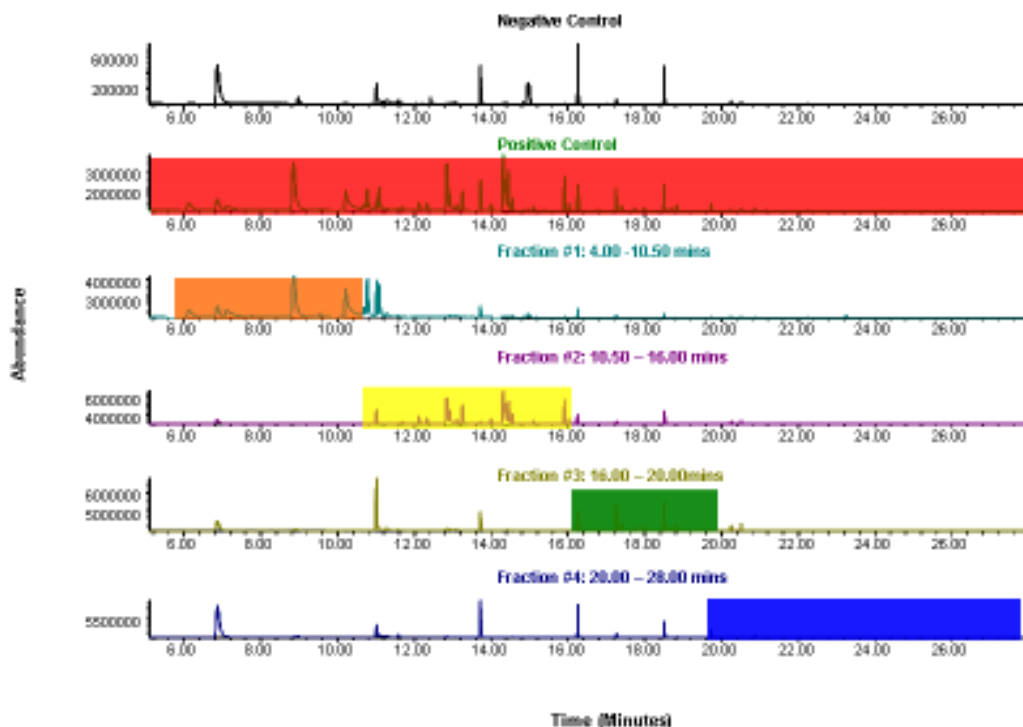 Negative Control
600000
200000
6.00 8.00 10.00 12.00 14.00 16.00 18.00 20.00 22.00 24.00 26.00
Positive Control
3000000
2000000
6.00 8.00 10.00 12.00 14.00 16.00 18.00 20.00 22.00 24.00 26.00
Fraction #1: 4.00 -10.50 mins
4000000
3000000
6.00 8.00 10.00 12.00 14.00 16.00 18.00 20.00 22.00 24.00 26.00
Abundance
Fraction #2: 10.50 – 16.00 mins
6000000
4000000
6.00 8.00 10.00 12.00 14.00 16.00 18.00 20.00 22.00 24.00 26.00
Fraction #3: 16.00 – 20.00mins
6000000
5000000
6.00 8.00 10.00 12.00 14.00 16.00 18.00 20.00 22.00 24.00 26.00
Fraction #4: 20.00 – 28.00 mins
5500000
6.00 8.00 10.00 12.00 14.00 16.00 18.00 20.00 22.00 24.00 26.00
Time (Minutes)